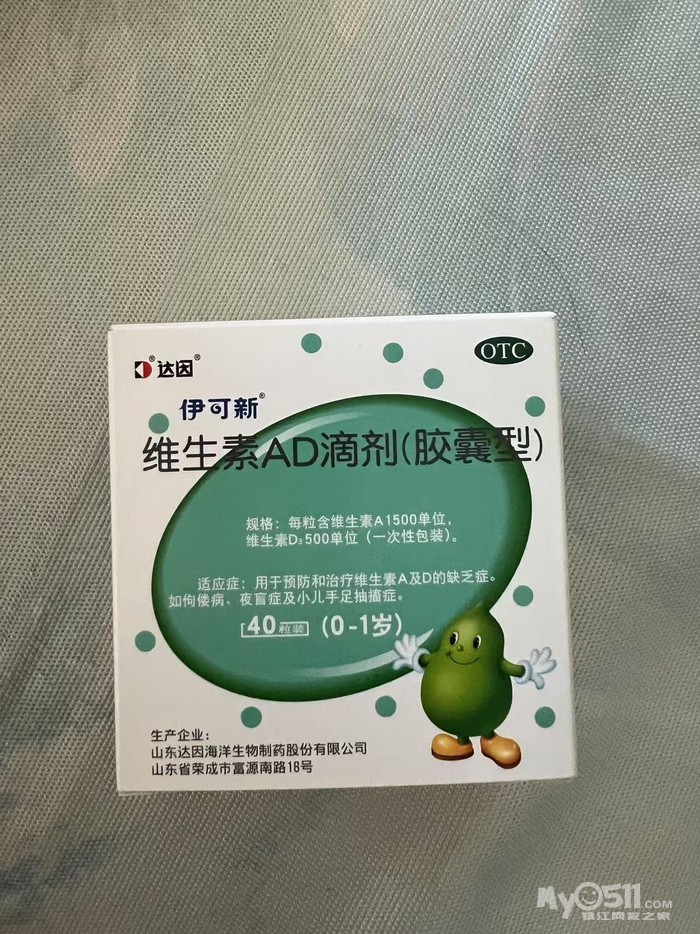 达因®
OTC
伊可新®
维生素AD滴剂(胶囊型)
规格：每粒含维生素A1500单位，
维生素D₃500单位（一次性包装）。
适应症：用于预防和治疗维生素A及D的缺乏症。
如佝偻病、夜盲症及小儿手足抽搐症。
40粒装 (0-1岁)
生产企业：
山东达因海洋生物制药股份有限公司
山东省荣成市富源南路18号
My0511.COM
镇江网友之家